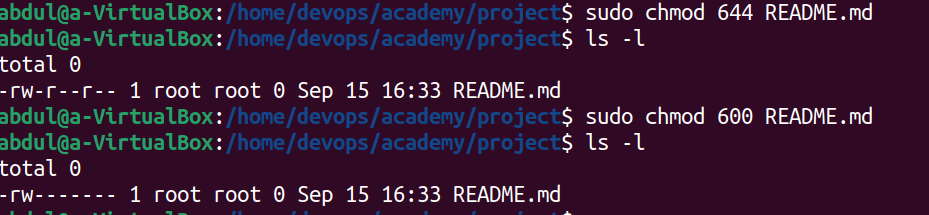 abdul@a-VirtualBox:/home/devops/academy/project$ sudo chmod 644 README.md
abdul@a-VirtualBox:/home/devops/academy/project$ ls -l
total 0
-rw-r--r-- 1 root root 0 Sep 15 16:33 README.md
abdul@a-VirtualBox:/home/devops/academy/project$ sudo chmod 600 README.md
abdul@a-VirtualBox:/home/devops/academy/project$ ls -l
total 0
-rw------- 1 root root 0 Sep 15 16:33 README.md